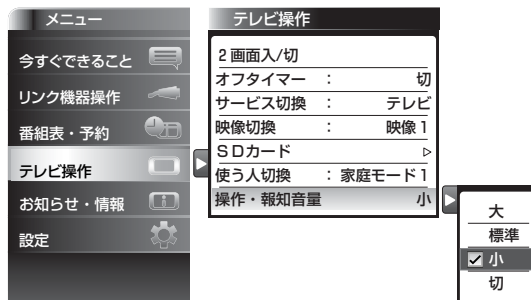 メニュー
今すぐできること
リンク機器操作
番組表・予約
テレビ操作
お知らせ・情報
設定
テレビ操作
2画面入/切
オフタイマー : 切
サービス切換 : テレビ
映像切換 : 映像1
SDカード
使う人切換 : 家庭モード1
操作・報知音量 小
大
標準
小
切